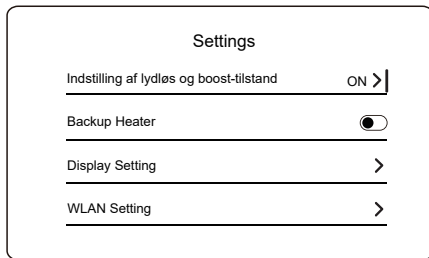 Settings
Indstilling af lydløs og boost-tilstand ON
Backup Heater
Display Setting
WLAN Setting